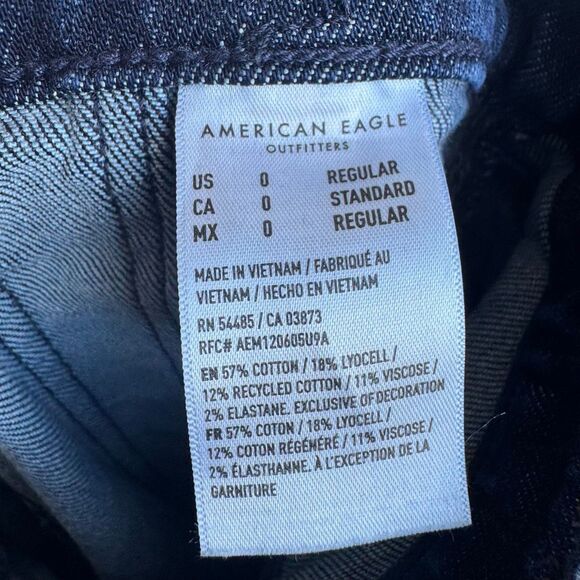 AMERICAN EAGLE
OUTFITTERS
US 0 REGULAR
CA 0 STANDARD
MX 0 REGULAR
MADE IN VIETNAM / FABRIQUÉ AU
VIETNAM / HECHO EN VIETNAM
RN 54485 / CA 03873
RFC# AEM120605U9A
EN 57% COTTON / 18% LYOCELL /
12% RECYCLED COTTON / 11% VISCOSE /
2% ELASTANE. EXCLUSIVE OF DECORATION
FR 57% COTON / 18% LYOCELL /
12% COTON RÉGÉNÉRÉ / 11% VISCOSE /
2% ÉLASTHANNE. À L'EXCEPTION DE LA
GARNITURE